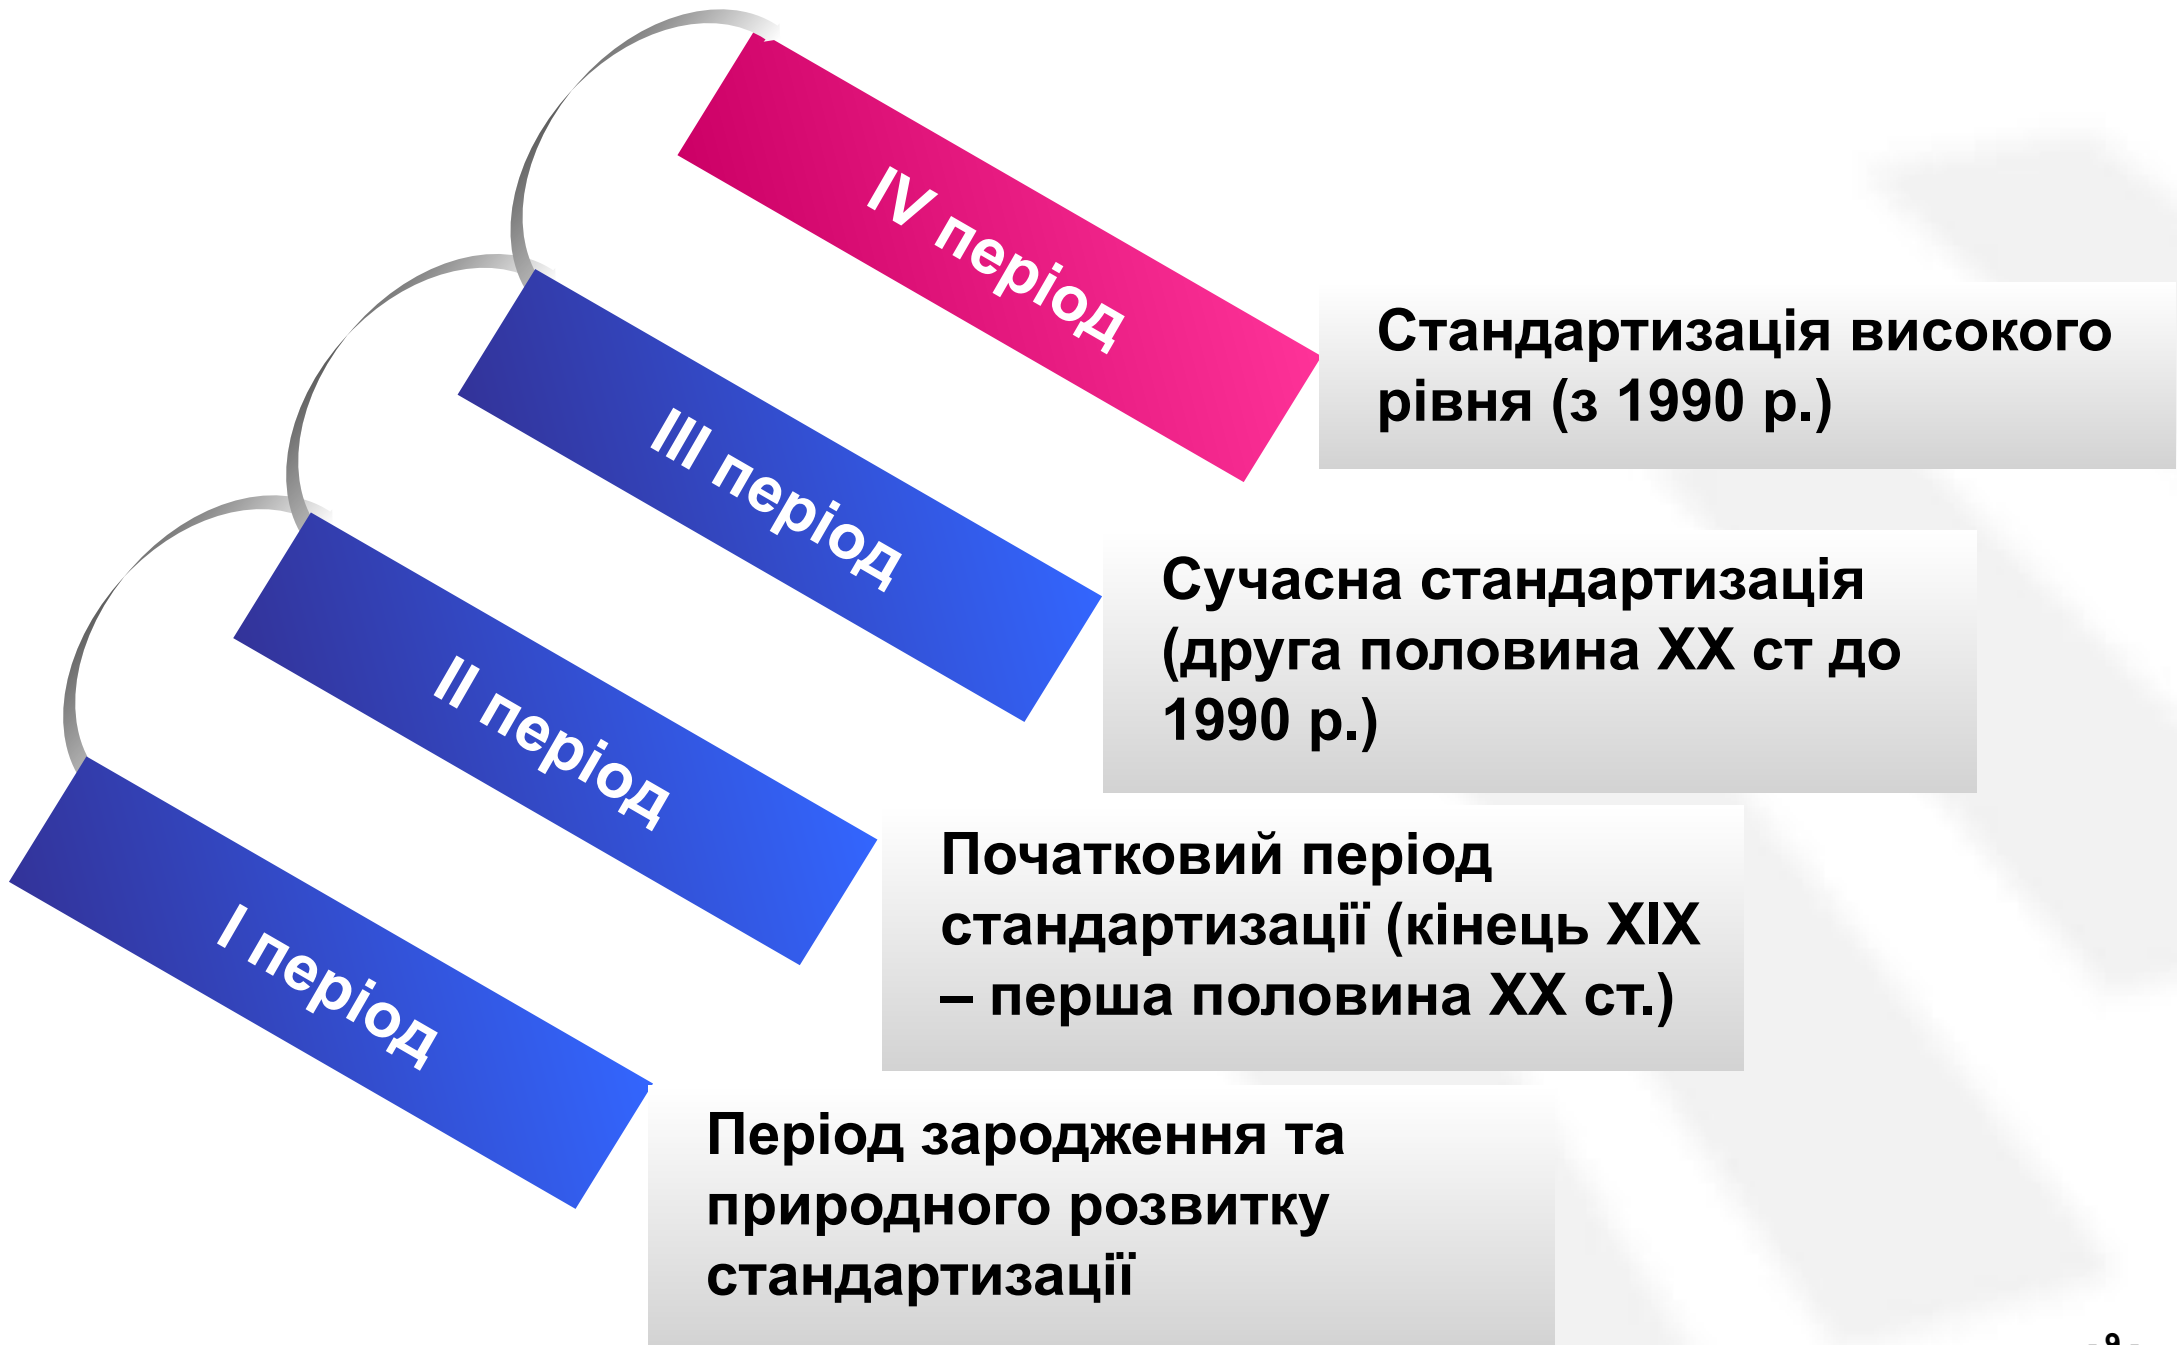 IV період
Стандартизація високого
рівня (з 1990 р.)
III період
Сучасна стандартизація
(друга половина XX ст до
1990 р.)
II період
Початковий період
стандартизації (кінець XIX
– перша половина XX ст.)
I період
Період зародження та
природного розвитку
стандартизації
- 9 -